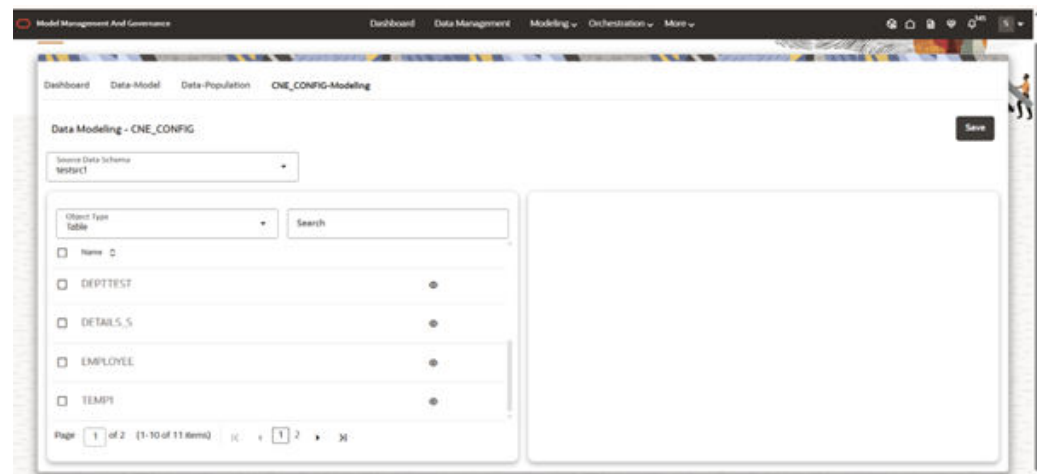 Model Management And Governance Dashboard Data Management Modeling Orchestration More 345 S
Dashboard Data-Model Data-Population CNE_CONFIG-Modelling
Data Modeling - CNE_CONFIG Save
Source Data Schema
testsrc1
Object Type
Table
Search
Name
DEPTTEST
DETAILS_S
EMPLOYEE
TEMP1
Page 1 of 2 (1-10 of 11 items) 1 2